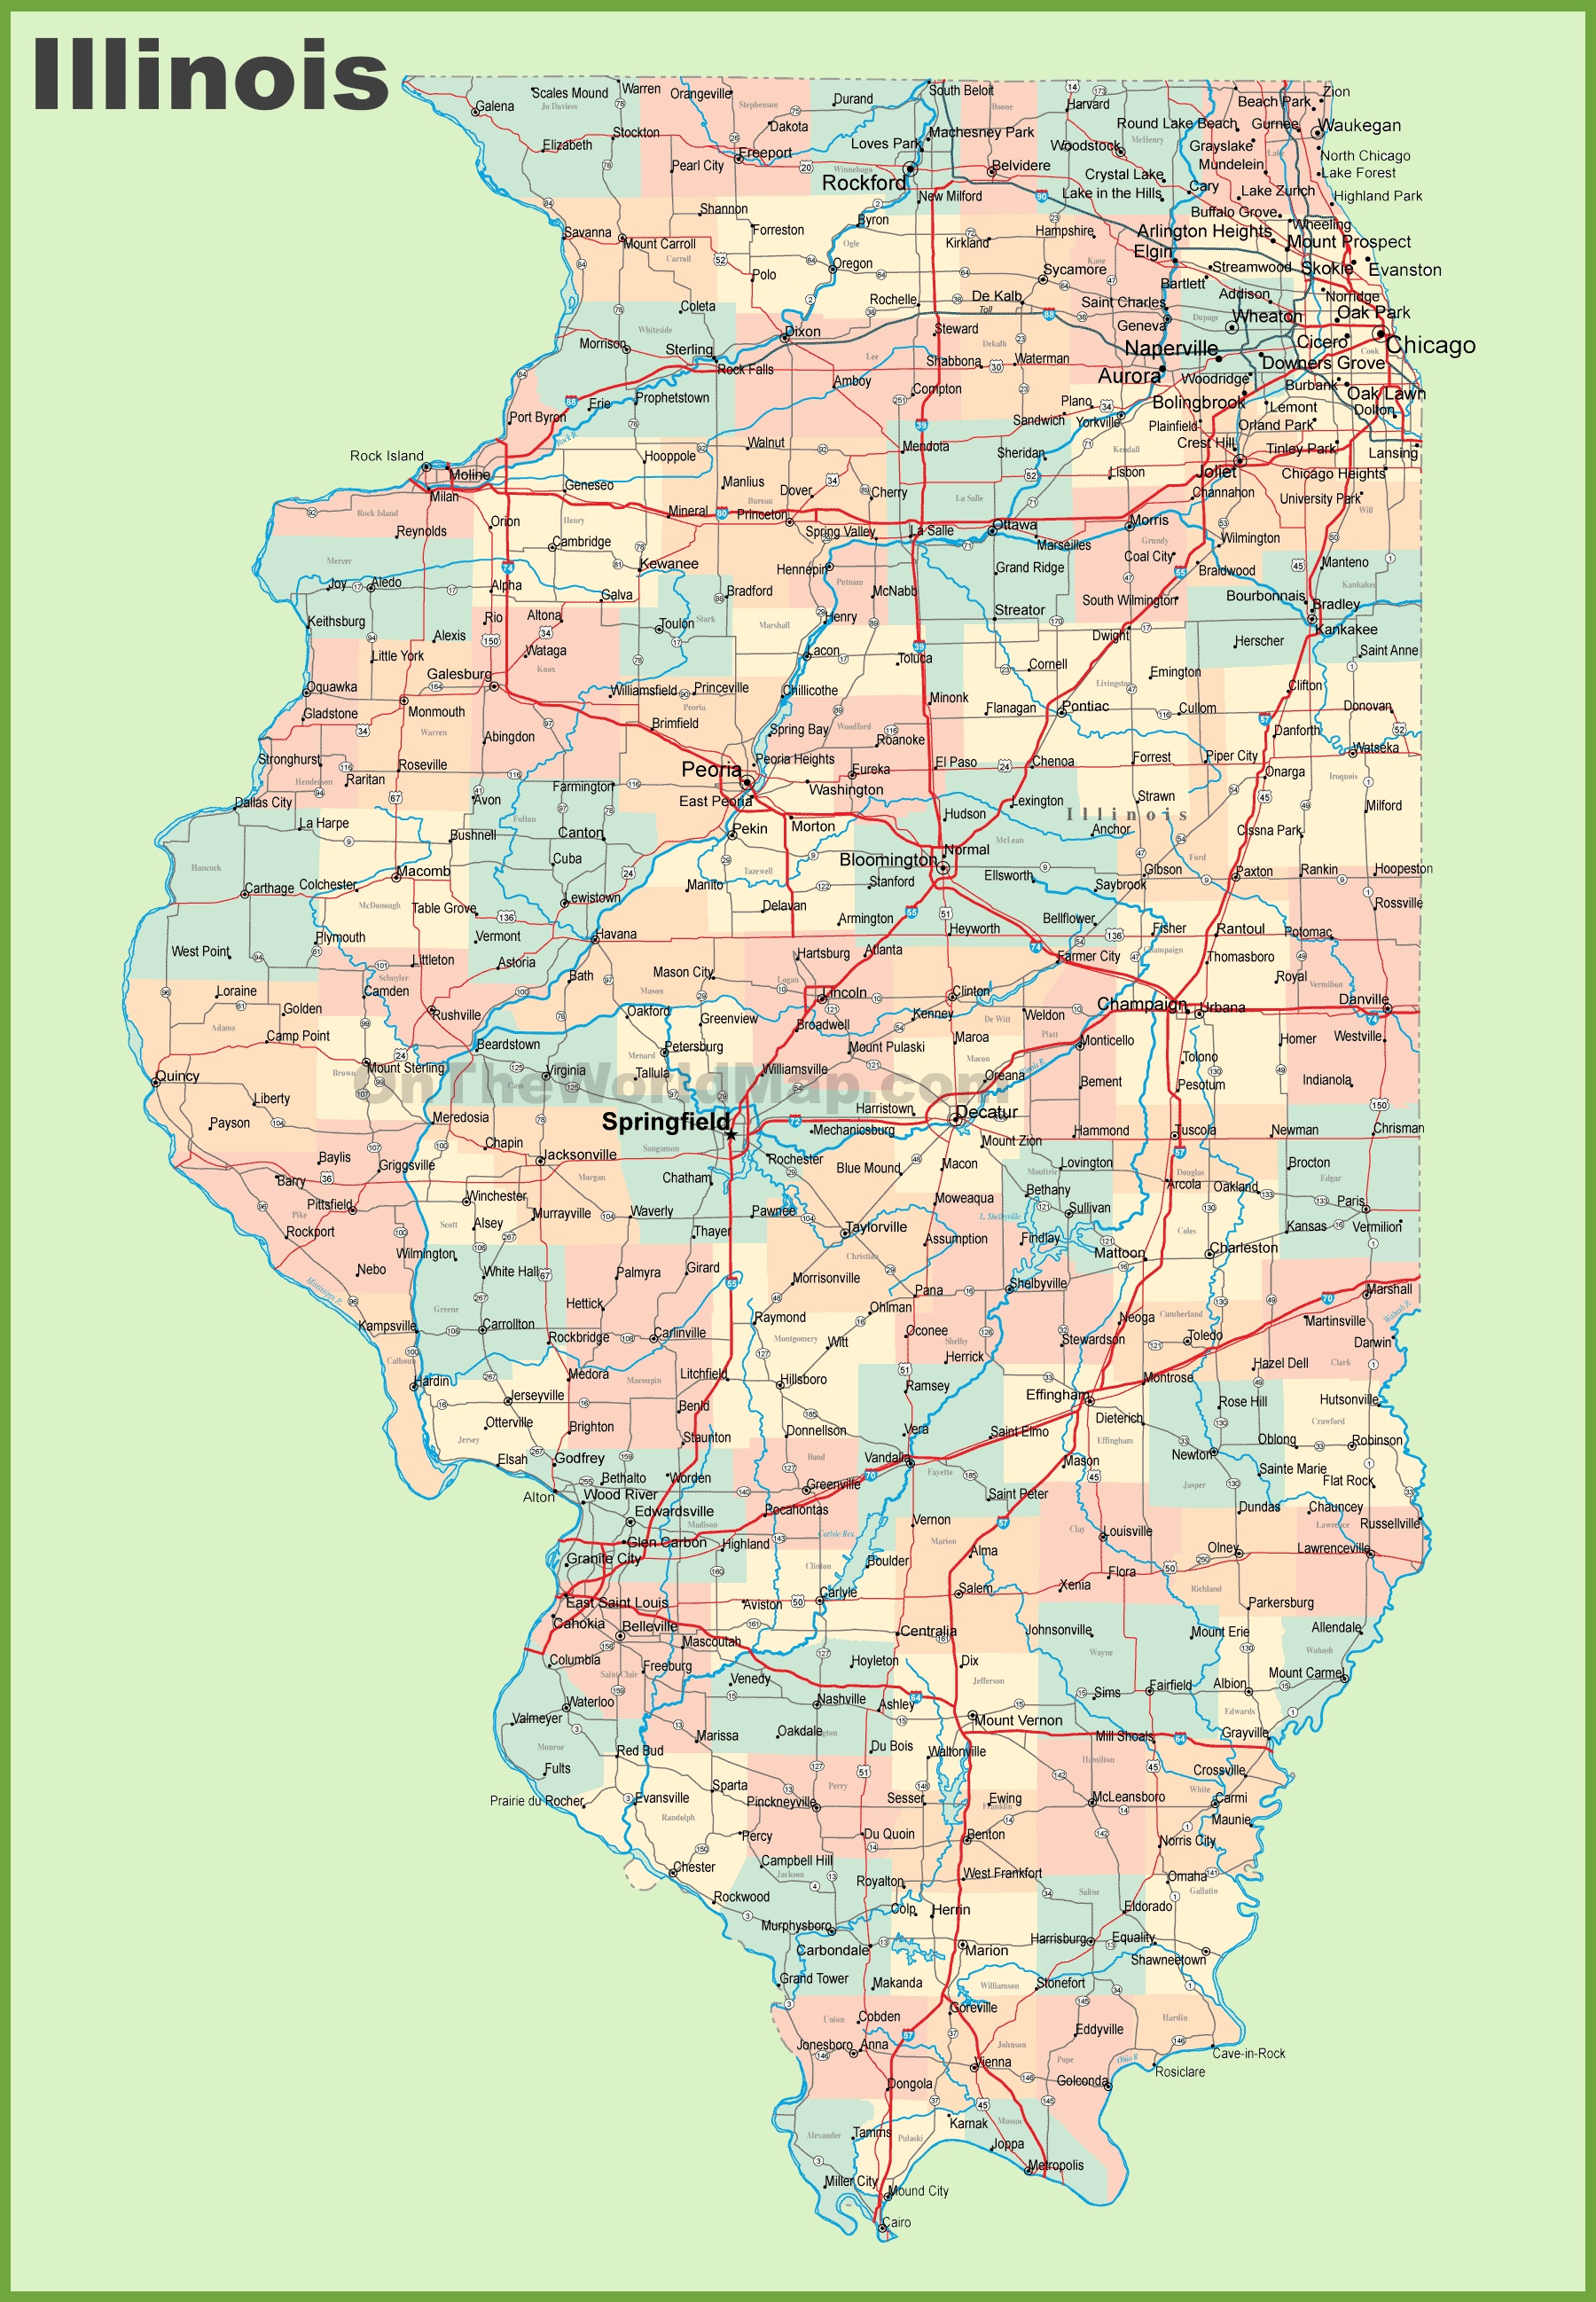 Illinois
Scales Mound
Warren
Orangeville
Durand
South Beloit
Harvard
Zion
Beach Park
Galena
Jo Daviess
Stephenson
Boone
Dakota
Machesney Park
Round Lake Beach
Gurnee
Waukegan
Stockton
Elizabeth
Freeport
Loves Park
Woodstock
McHenry
Grayslake
Lake
North Chicago
Pearl City
Winnebago
Belvidere
Mundelein
Lake Forest
Rockford
Crystal Lake
Lake in the Hills
Cary
Lake Zurich
Highland Park
New Milford
Shannon
Byron
Buffalo Grove
Wheeling
Savanna
Forreston
Hampshire
Arlington Heights
Mount Prospect
Mount Carroll
Ogle
Kirkland
Elgin
Carroll
Oregon
Kane
Streamwood
Skokie
Evanston
Polo
Sycamore
Bartlett
Addison
Norridge
Coleta
Rochelle
De Kalb
Toll
Saint Charles
Oak Park
Whiteside
Dixon
Steward
Geneva
Dupage
Wheaton
Morrison
Sterling
Dekalb
Cicero
Chicago
Lee
Shabbona
Waterman
Naperville
Cook
Rock Falls
Downers Grove
Amboy
Aurora
Woodridge
Burbank
Oak Lawn
Prophetstown
Compton
Erie
Plano
Bolingbrook
Lemont
Dolton
Port Byron
Sandwich
Yorkville
Plainfield
Orland Park
Rock R.
Walnut
Mendota
Kendall
Crest Hill
Tinley Park
Rock Island
Hooppole
Sheridan
Lansing
Moline
Lisbon
Joliet
Chicago Heights
Milan
Geneseo
Manlius
Dover
Cherry
La Salle
Channahon
University Park
Rock Island
Bureau
Will
Mineral
Princeton
Orion
Henry
Spring Valley
La Salle
Ottawa
Morris
Reynolds
Marseilles
Grundy
Wilmington
Cambridge
Coal City
Mercer
Kewanee
Hennepin
Grand Ridge
Braidwood
Manteno
Joy
Aledo
Alpha
Putnam
Kankakee
Galva
Bradford
McNabb
South Wilmington
Bourbonnais
Bradley
Keithsburg
Rio
Altona
Toulon
Stark
Marshall
Henry
Streator
Kankakee
Alexis
Dwight
Herscher
Little York
Wataga
Lacon
Toluca
Saint Anne
Galesburg
Knox
Cornell
Emington
Oquawka
Williamsfield
Princeville
Chillicothe
Minonk
Livingston
Clifton
Gladstone
Monmouth
Peoria
Flanagan
Pontiac
Cullom
Donovan
Warren
Brimfield
Spring Bay
Woodford
Danforth
Abingdon
Roanoke
Watseka
Stronghurst
Roseville
Peoria Heights
El Paso
Chenoa
Forrest
Piper City
Raritan
Henderson
Peoria
Eureka
Onarga
Iroquois
Farmington
Washington
Dallas City
Avon
East Peoria
Lexington
Strawn
Milford
La Harpe
Fulton
Hudson
Illinois
Bushnell
Canton
Pekin
Morton
Anchor
Cissna Park
McLean
Normal
Hancock
Cuba
Bloomington
Ford
Macomb
Tazewell
Ellsworth
Gibson
Paxton
Rankin
Hoopeston
Carthage
Colchester
Manito
Stanford
Saybrook
Lewistown
McDonough
Table Grove
Delavan
Armington
Bellflower
Rossville
Heyworth
Fisher
Rantoul
Potomac
Plymouth
Vermont
Havana
West Point
Hartsburg
Atlanta
Champaign
Farmer City
Thomasboro
Littleton
Astoria
Bath
Mason City
Logan
Royal
Schuyler
Mason
Lincoln
Clinton
Vermilion
Loraine
Camden
Golden
Rushville
Oakford
Greenview
Kenney
De Witt
Weldon
Champaign
Urbana
Danville
Adams
Camp Point
Broadwell
Maroa
Piatt
Homer
Westville
Beardstown
Menard
Petersburg
Mount Pulaski
Macon
Monticello
Tolono
Quincy
Brown
Mount Sterling
Cass
Virginia
Tallula
Williamsville
Oreana
Bement
Pesotum
Indianola
OnTheWorldMap.com
Liberty
Harristown
Decatur
Payson
Meredosia
Springfield
Mechanicsburg
Hammond
Tuscola
Newman
Chrisman
Chapin
Sangamon
Mount Zion
Baylis
Griggsville
Jacksonville
Rochester
Blue Mound
Macon
Moultrie
Lovington
Douglas
Brocton
Barry
Morgan
Chatham
Arcola
Oakland
Edgar
Pittsfield
Winchester
Moweaqua
Bethany
Paris
Pike
Scott
Alsey
Murrayville
Waverly
Pawnee
L. Shelbyville
Sullivan
Vermilion
Rockport
Thayer
Taylorville
Assumption
Findlay
Coles
Kansas
Wilmington
Christian
Mattoon
Charleston
Nebo
White Hall
Palmyra
Girard
Morrisonville
Shelbyville
Mississippi R.
Pana
Marshall
Greene
Hettick
Ohlman
Cumberland
Wabash R.
Kampsville
Carrollton
Raymond
Neoga
Martinsville
Rockbridge
Carlinville
Montgomery
Witt
Oconee
Shelby
Stewardson
Toledo
Darwin
Calhoun
Herrick
Hazel Dell
Clark
Hardin
Medora
Macoupin
Litchfield
Hillsboro
Ramsey
Montrose
Jerseyville
Benld
Effingham
Rose Hill
Hutsonville
Otterville
Brighton
Donnellson
Vera
Saint Elmo
Dieterich
Crawford
Jersey
Staunton
Effingham
Oblong
Robinson
Elsah
Godfrey
Bond
Vandalia
Mason
Newton
Bethalto
Worden
Fayette
Sainte Marie
Flat Rock
Alton
Wood River
Greenville
Saint Peter
Jasper
Edwardsville
Pocahontas
Dundas
Chauncey
Madison
Vernon
Clay
Lawrence
Russellville
Glen Carbon
Highland
Carlyle Res.
Marion
Louisville
Granite City
Alma
Olney
Lawrenceville
Clinton
Boulder
Flora
East Saint Louis
Aviston
Carlyle
Salem
Xenia
Richland
Parkersburg
Cahokia
Belleville
Centralia
Johnsonville
Mount Erie
Allendale
Mascoutah
Wayne
Wabash
Columbia
Saint Clair
Freeburg
Hoyleton
Dix
Mount Carmel
Venedy
Jefferson
Waterloo
Nashville
Ashley
Sims
Fairfield
Albion
Valmeyer
Mount Vernon
Edwards
Marissa
Oakdale
Mill Shoals
Grayville
Monroe
Red Bud
Du Bois
Waltonville
Hamilton
Fults
Crossville
Sparta
Perry
White
Prairie du Rocher
Evansville
Pinckneyville
Sesser
Ewing
McLeansboro
Carmi
Randolph
Franklin
Maunie
Percy
Du Quoin
Benton
Norris City
Chester
Campbell Hill
Jackson
West Frankfort
Omaha
Rockwood
Royalton
Saline
Gallatin
Colp
Herrin
Eldorado
Murphysboro
Carbondale
Marion
Harrisburg
Equality
Shawneetown
Grand Tower
Makanda
Williamson
Stonefort
Goreville
Union
Cobden
Eddyville
Hardin
Jonesboro
Anna
Johnson
Pope
Ohio R.
Cave-in-Rock
Vienna
Rosiclare
Dongola
Golconda
Karnak
Massac
Alexander
Tamms
Pulaski
Joppa
Metropolis
Miller City
Mound City
Cairo